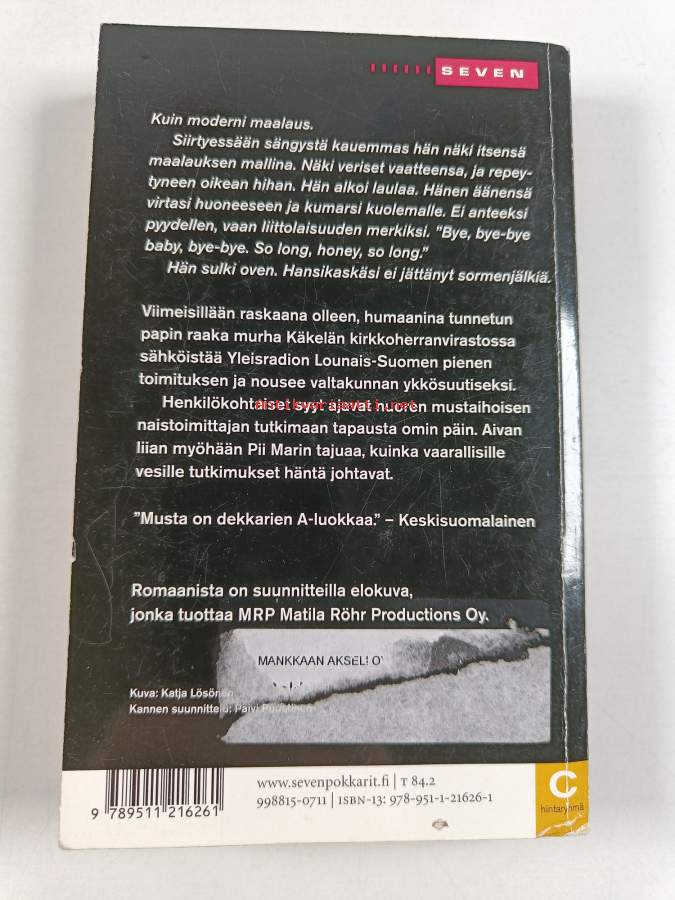 SEVEN
Kuin moderni maalaus.
Siirtyessään sängystä kauemmas hän näki itsensä
maalauksen mallina. Näki veriset vaatteensa, ja repey-
tyneen oikean hihan. Hän alkoi laulaa. Hänen äänensä
virtasi huoneeseen ja kumarsi kuolemalle. Ei anteeksi
pyydellen, vaan liittolaisuuden merkiksi. "Bye, bye-bye
baby, bye-bye. So long, honey, so long."
Hän sulki oven. Hansikaskäsi ei jättänyt sormenjälkiä.
Viimeisillään raskaana olleen, humaanina tunnetun
papin raaka murha Käkelän kirkkoherranvirastossa
sähköistää Yleisradion Lounais-Suomen pienen
toimituksen ja nousee valtakunnan ykkösuutiseksi.
Henkilökohtaiset syyt ajavat nuoren mustaihoisen
naistoimittajan tutkimaan tapausta omin päin. Aivan
liian myöhään Pii Marin tajuaa, kuinka vaarallisille
vesille tutkimukset häntä johtavat.
"Musta on dekkarien A-luokkaa." – Keskisuomalainen
Romaanista on suunnitteilla elokuva,
jonka tuottaa MRP Matila Röhr Productions Oy.
MANKKAAN AKSELI
Kuva: Katja Lösönen
Kannen suunnittelu: Päivi Puustinen
www.sevenpokkarit.fi | T 84.2
998815-0711 | ISBN-13: 978-951-1-21626-1
9 789511 216261
C
hintaryhmä